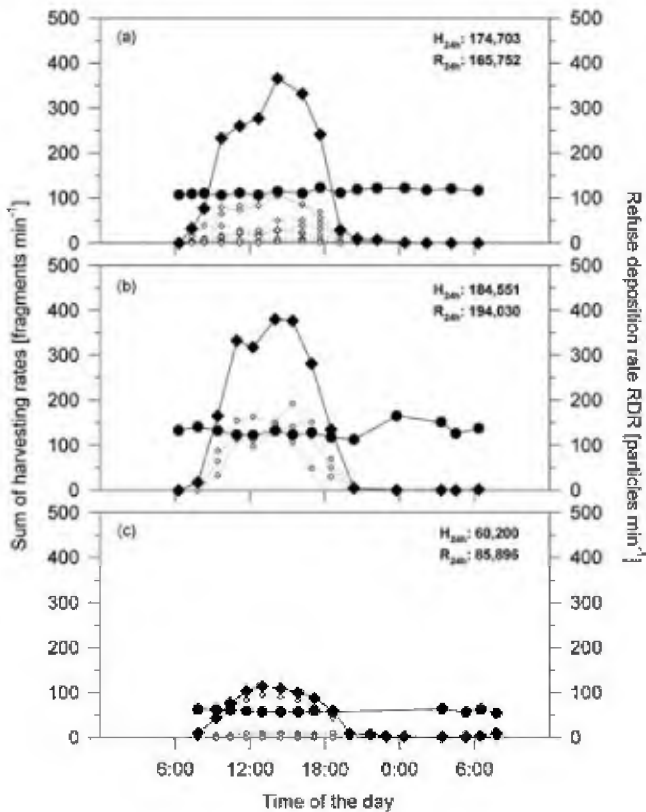 Sum of harvesting rates [fragments min⁻¹]
Refuse deposition rate RDR [particles min⁻¹]
(a)
H24h: 174,703
R24h: 165,752
500 500
400 400
300 300
200 200
100 100
0 0
(b)
H24h: 184,551
R24h: 194,030
500 500
400 400
300 300
200 200
100 100
0 0
(c)
H24h: 60,200
R24h: 85,896
500 500
400 400
300 300
200 200
100 100
0 0
6:00 12:00 18:00 0:00 6:00
Time of the day